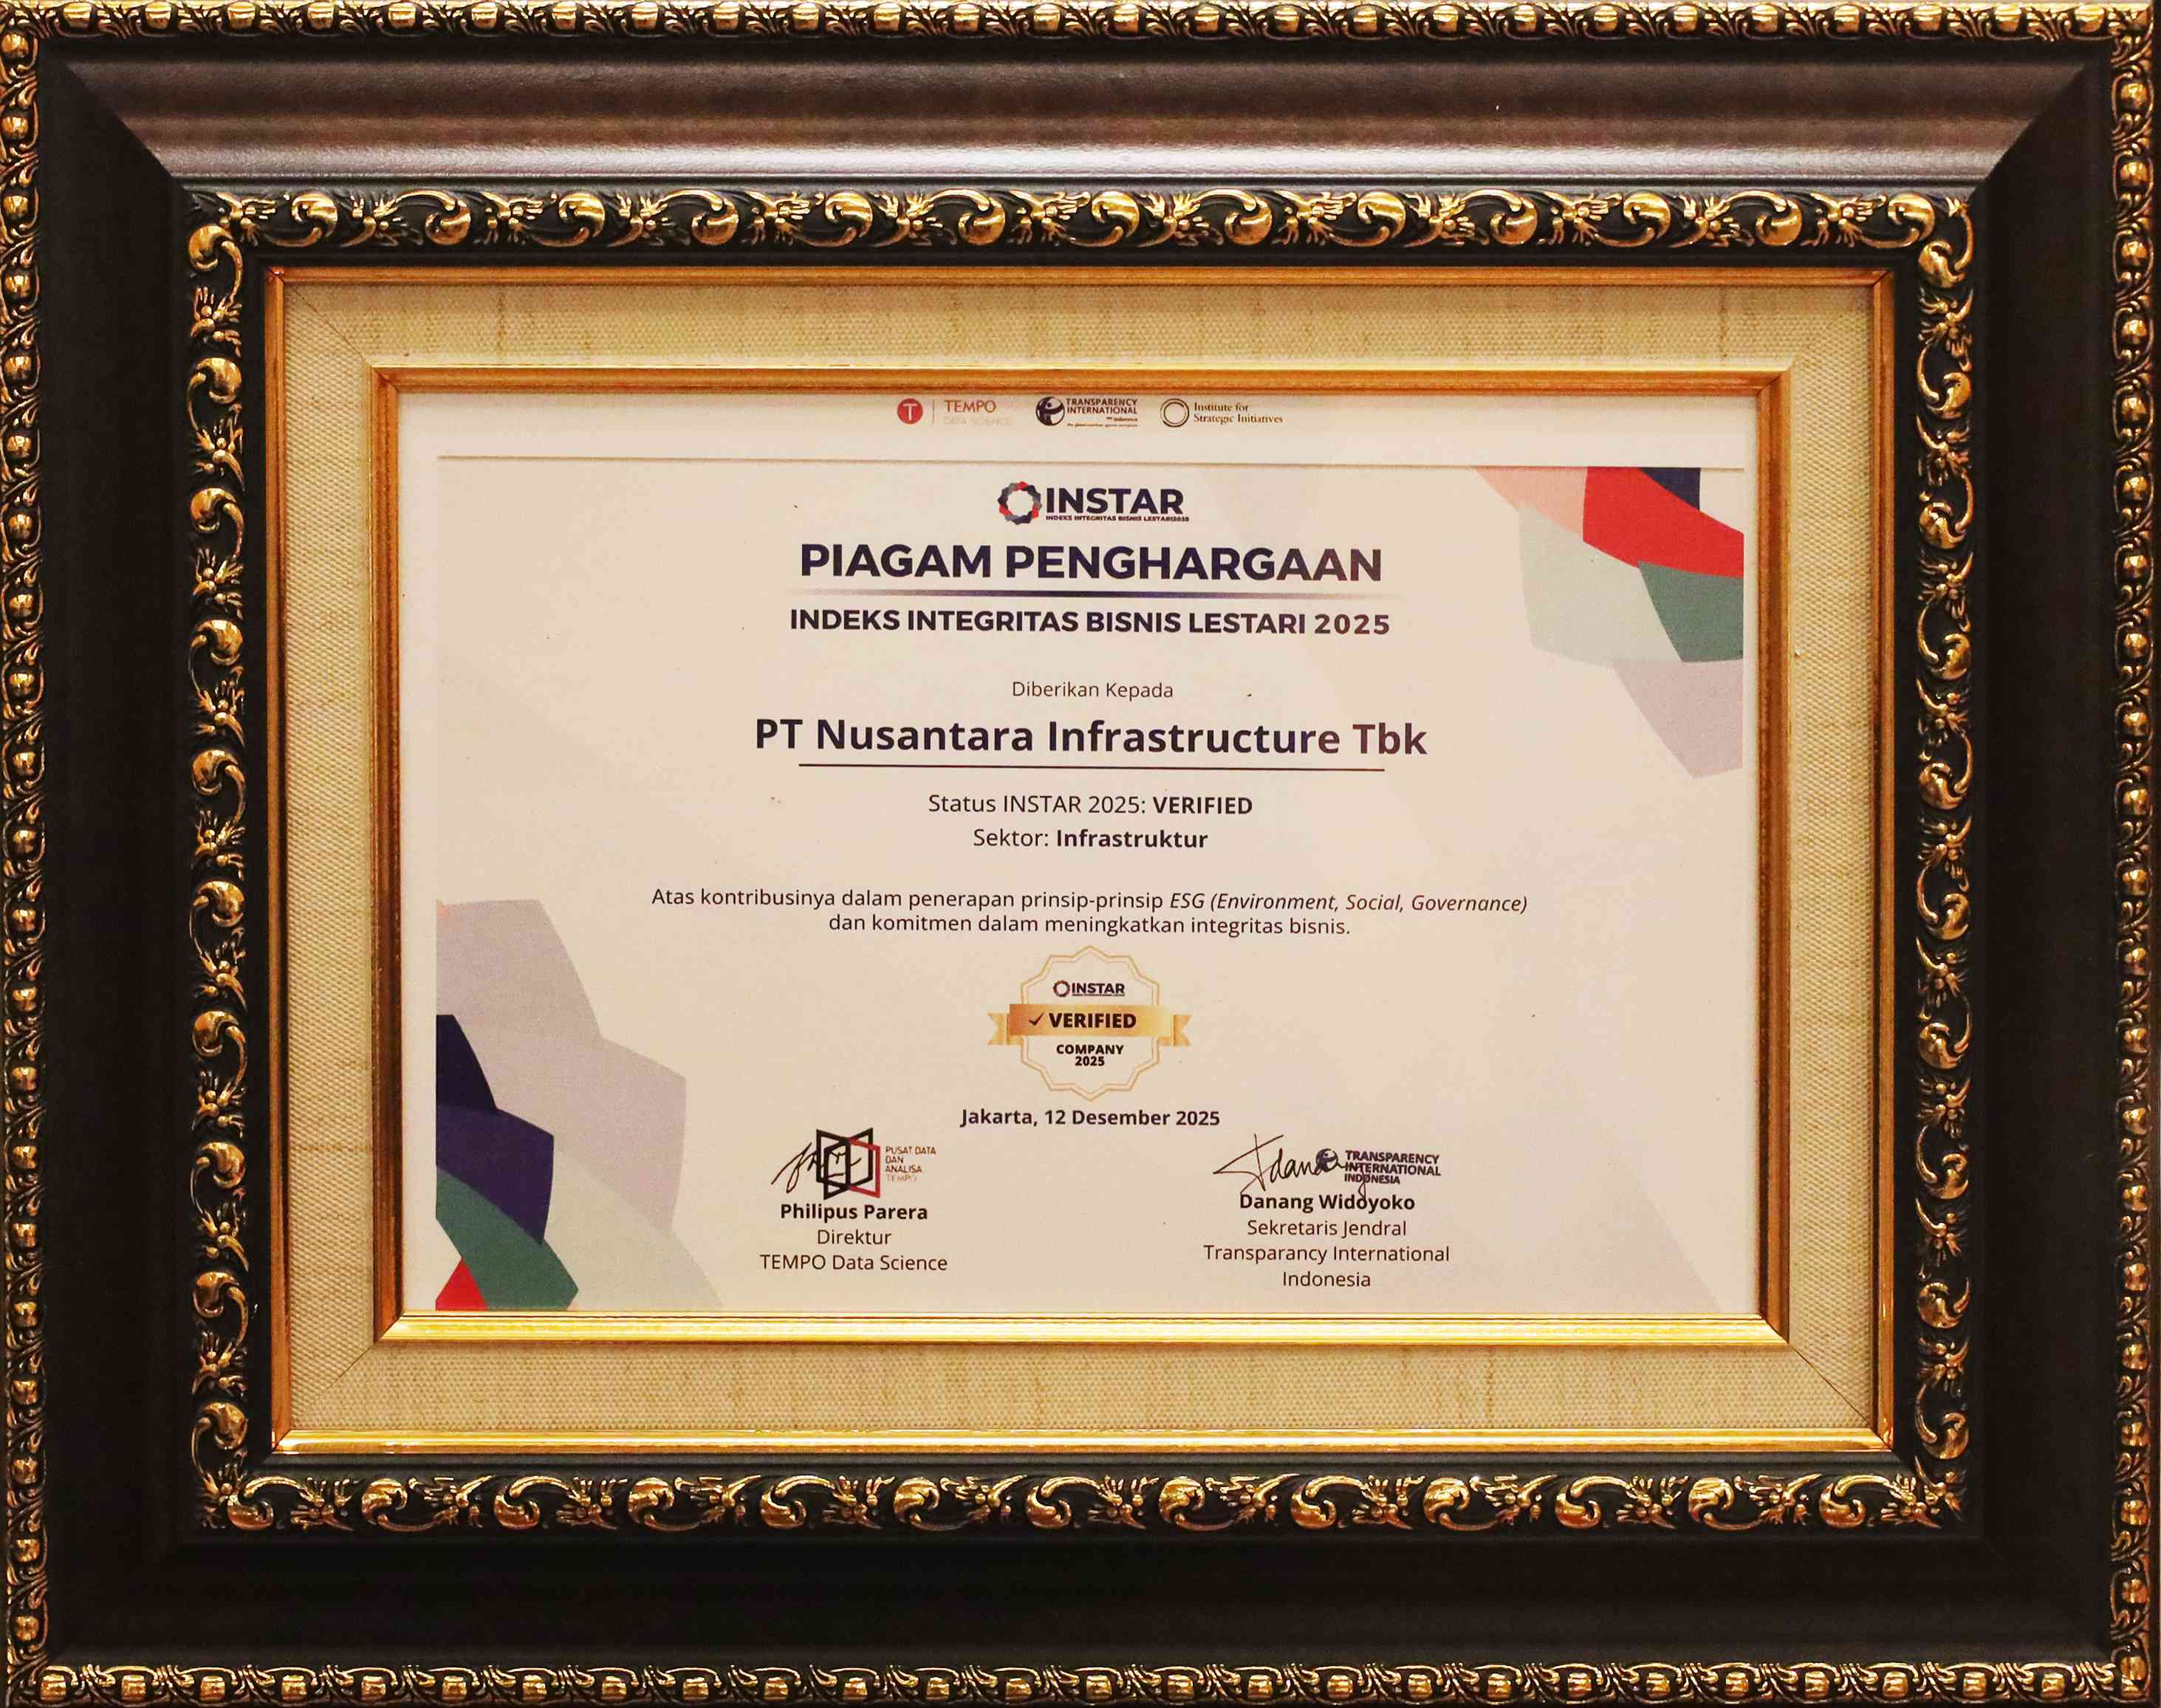 T TEMPO
DATA SCIENCE
TRANSPARENCY
INTERNATIONAL
Indonesia
Institute for
Strategic Initiatives
INSTAR
INDEKS INTEGRITAS BISNIS LESTARI2025
PIAGAM PENGHARGAAN
INDEKS INTEGRITAS BISNIS LESTARI 2025
Diberikan Kepada
PT Nusantara Infrastructure Tbk
Status INSTAR 2025: VERIFIED
Sektor: Infrastruktur
Atas kontribusinya dalam penerapan prinsip-prinsip ESG (Environment, Social, Governance)
dan komitmen dalam meningkatkan integritas bisnis.
INSTAR
✓ VERIFIED
COMPANY
2025
Jakarta, 12 Desember 2025
PUSAT DATA
DAN
ANALISA
TEMPO
Philipus Parera
Direktur
TEMPO Data Science
TRANSPARENCY
INTERNATIONAL
INDONESIA
Danang Widoyoko
Sekretaris Jendral
Transparancy International
Indonesia